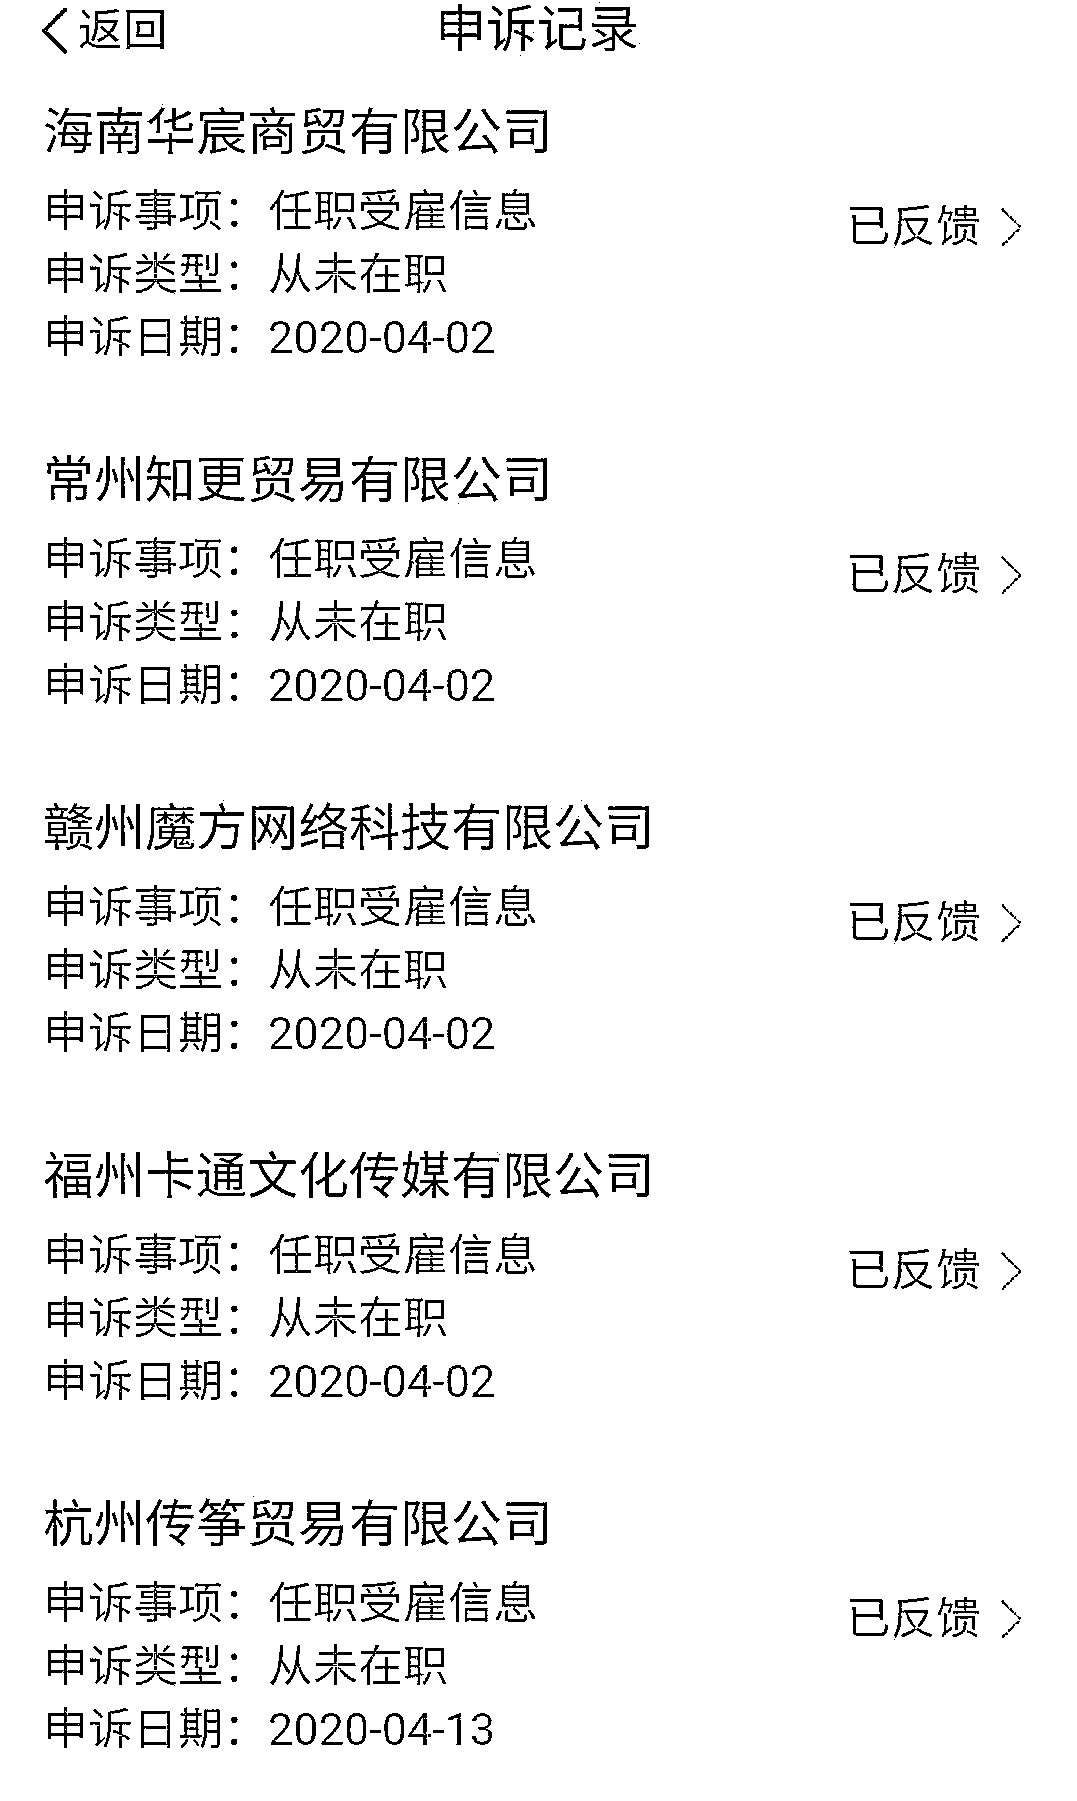 返回
申诉记录
海南华宸商贸有限公司
申诉事项：任职受雇信息
已反馈
申诉类型：从未在职
申诉日期：2020-04-02
常州知更贸易有限公司
申诉事项：任职受雇信息
已反馈
申诉类型：从未在职
申诉日期：2020-04-02
赣州魔方网络科技有限公司
申诉事项：任职受雇信息
已反馈
申诉类型：从未在职
申诉日期：2020-04-02
福州卡通文化传媒有限公司
申诉事项：任职受雇信息
已反馈
申诉类型：从未在职
申诉日期：2020-04-02
杭州传筝贸易有限公司
申诉事项：任职受雇信息
已反馈
申诉类型：从未在职
申诉日期：2020-04-13